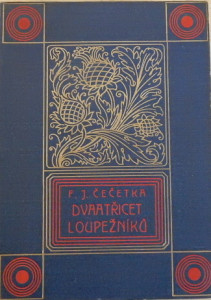 F. J. ČEČETKA
DVAATŘICET
LOUPEŽNÍKŮ